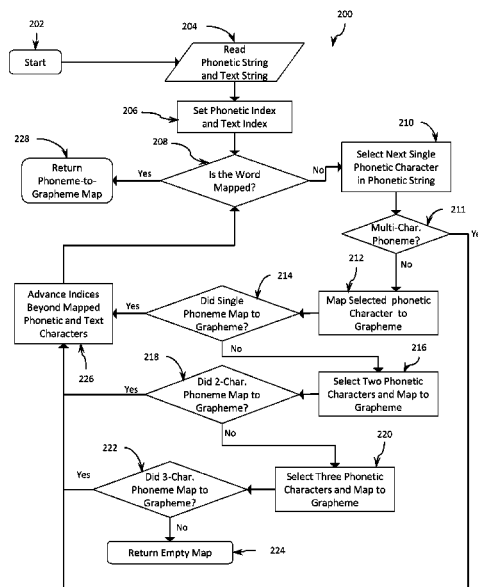 200
202
204
Start
Read
Phonetic String
and Text String
206
Set Phonetic Index
and Text Index
228
208
210
Return
Phoneme-to-
Grapheme Map
Yes
Is the Word
Mapped?
No
Select Next Single
Phonetic Character
in Phonetic String
211
Multi-Char.
Phoneme?
No
212
214
Advance Indices
Beyond Mapped
Phonetic and Text
Characters
Yes
Did Single
Phoneme Map to
Grapheme?
Map Selected phonetic
Character to
Grapheme
226
No
218
216
Yes
Did 2-Char.
Phoneme Map to
Grapheme?
Select Two Phonetic
Characters and Map to
Grapheme
No
222
220
Yes
Did 3-Char.
Phoneme Map to
Grapheme?
Select Three Phonetic
Characters and Map to
Grapheme
No
Return Empty Map
224